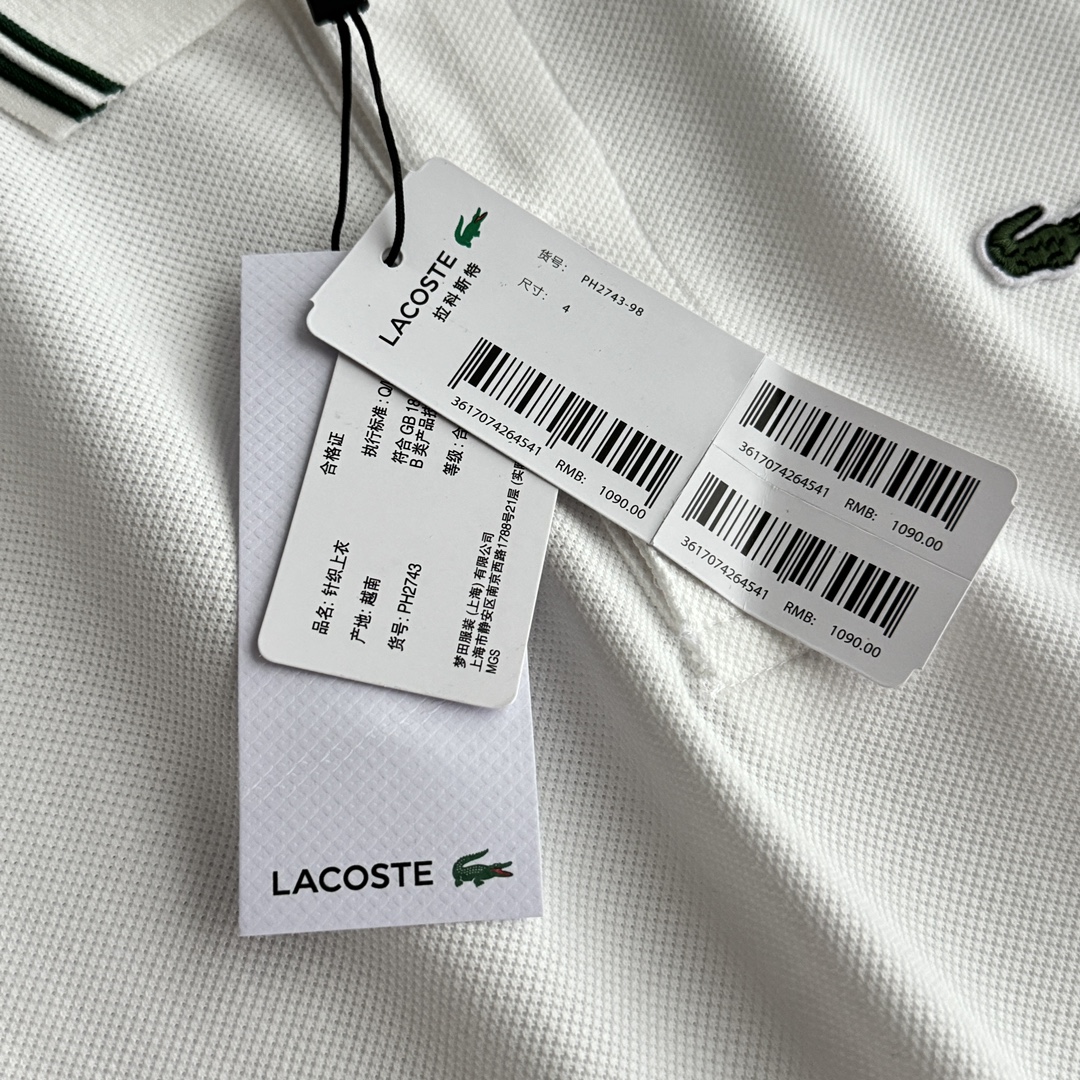 LACOSTE
拉科斯特
货号: PH2743-98
尺寸: 4
3617074264541 RMB: 1090.00
3617074264541 RMB: 1090.00
3617074264541 RMB: 1090.00
合格证
执行标准: Q/
符合 GB 18
B 类产品
等级: 合
品名: 针织上衣
产地: 越南
货号: PH2743
梦田服装 (上海) 有限公司
上海市静安区南京西路1788号21层 (实
MGS
LACOSTE